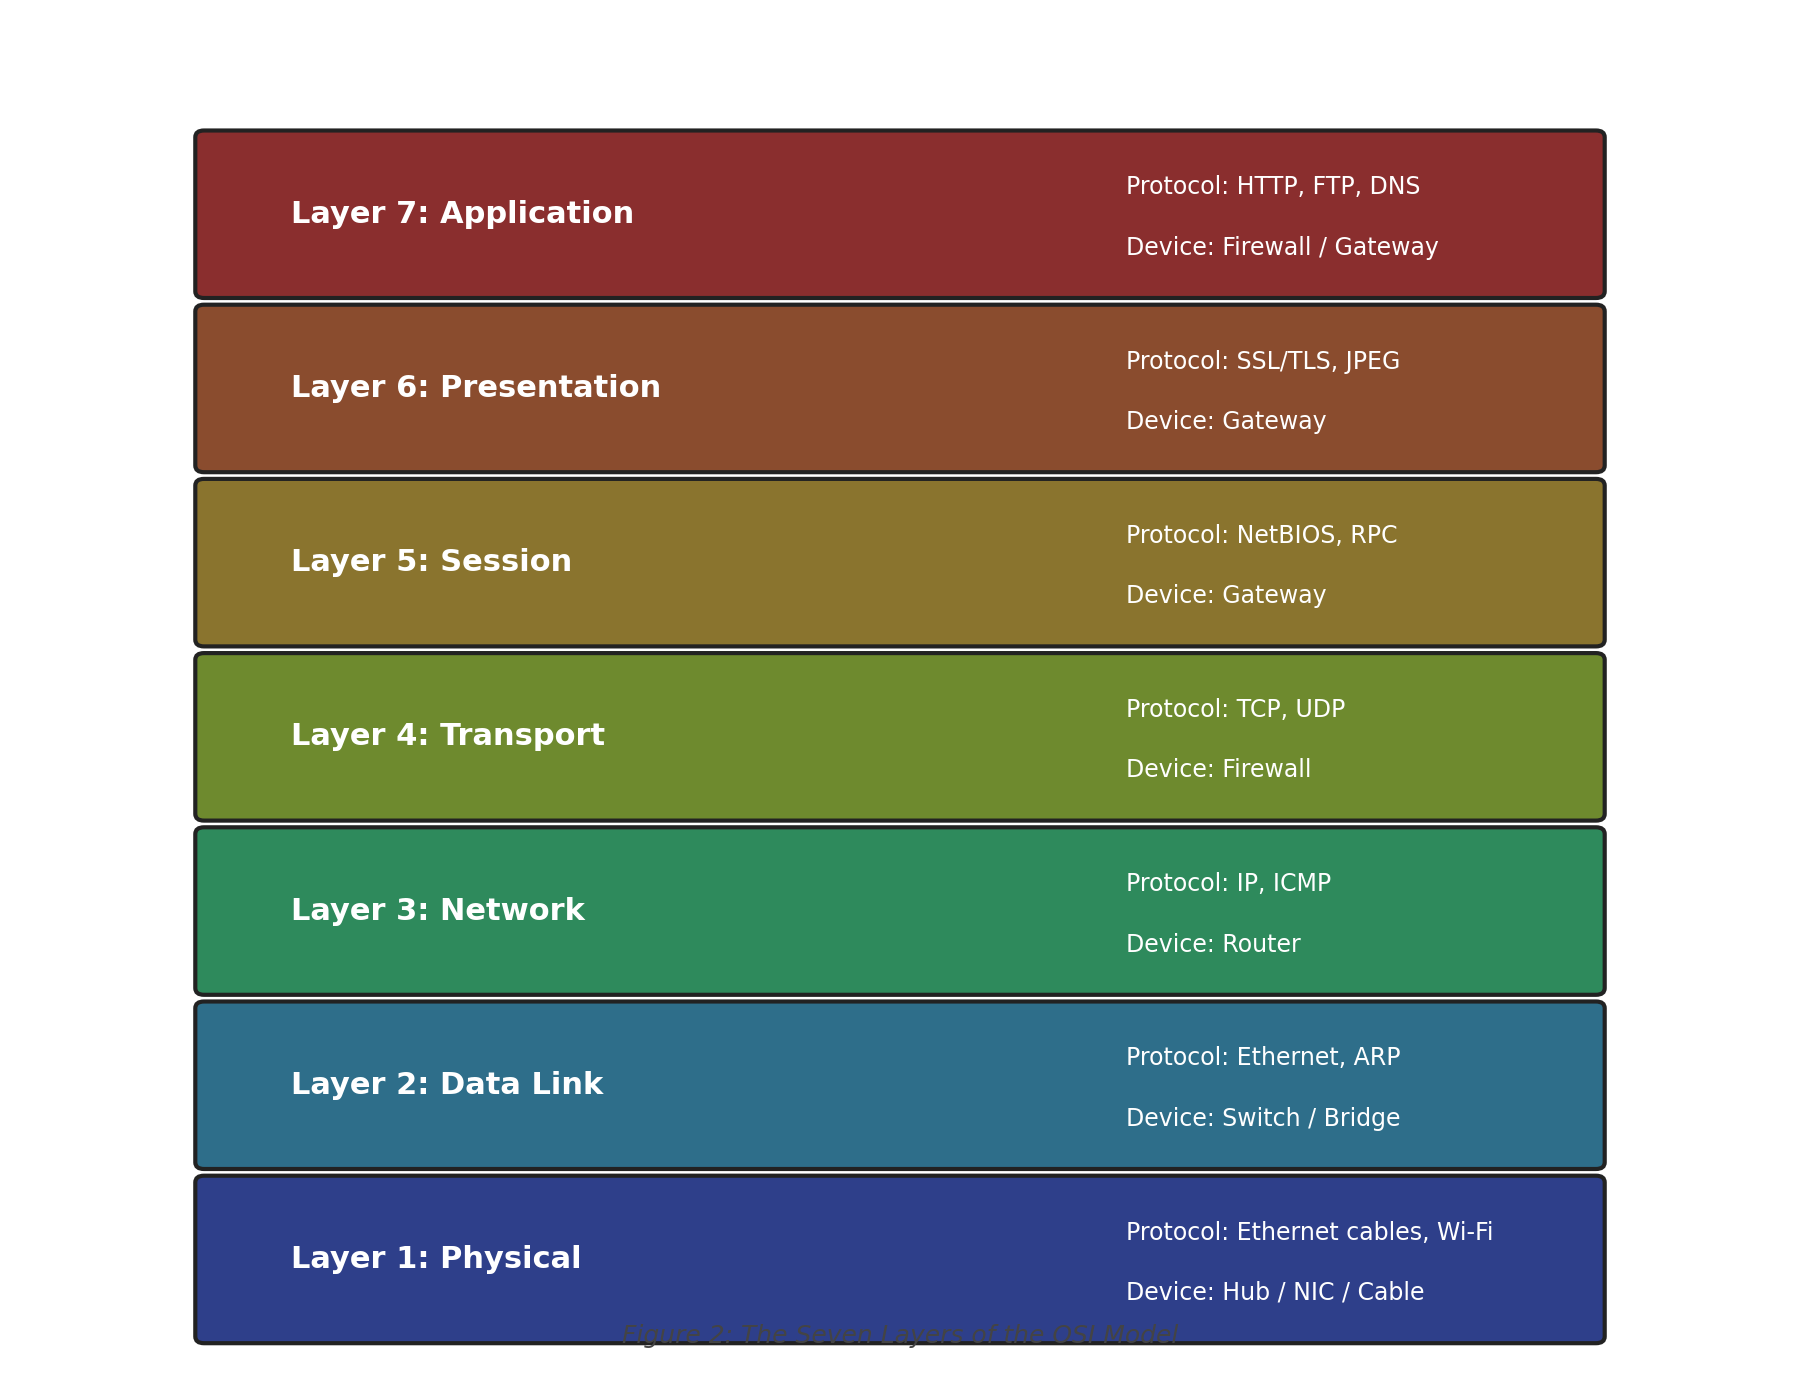 Layer 7: Application
Protocol: HTTP, FTP, DNS
Device: Firewall / Gateway
Layer 6: Presentation
Protocol: SSL/TLS, JPEG
Device: Gateway
Layer 5: Session
Protocol: NetBIOS, RPC
Device: Gateway
Layer 4: Transport
Protocol: TCP, UDP
Device: Firewall
Layer 3: Network
Protocol: IP, ICMP
Device: Router
Layer 2: Data Link
Protocol: Ethernet, ARP
Device: Switch / Bridge
Layer 1: Physical
Protocol: Ethernet cables, Wi-Fi
Device: Hub / NIC / Cable
Figure 2: The Seven Layers of the OSI Model